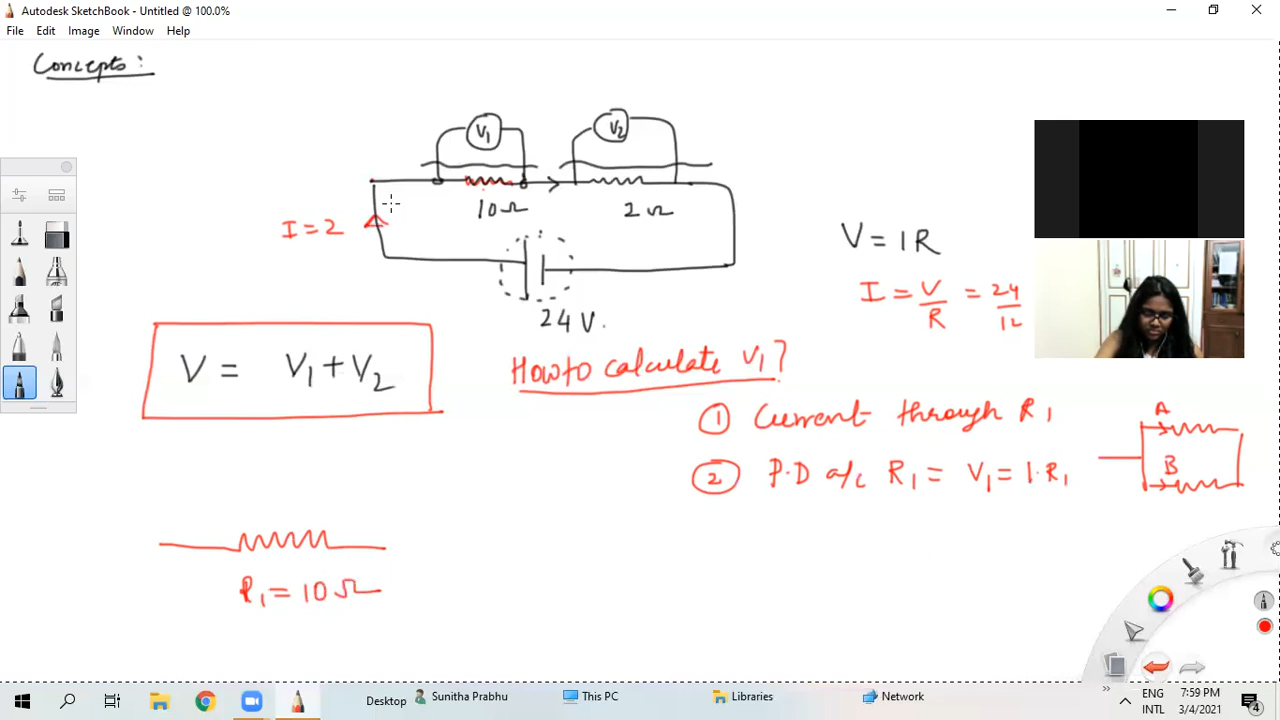 Autodesk SketchBook - Untitled @ 100.0%
File Edit Image Window Help
Concepts:
V1 V2
10Ω 2Ω
I = 2
24 V.
V = IR
I = V/R = 24/12
V = V1 + V2
How to calculate V1?
① Current through R1
② P.D a/c R1 = V1 = I·R1
A
B
R1 = 10Ω
Desktop Sunitha Prabhu This PC Libraries Network
ENG
INTL
7:59 PM
3/4/2021
4